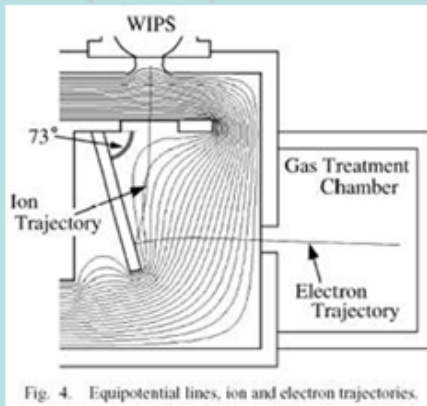 WIPS
73°
Gas Treatment
Chamber
Ion
Trajectory
Electron
Trajectory
Fig. 4. Equipotential lines, ion and electron trajectories.